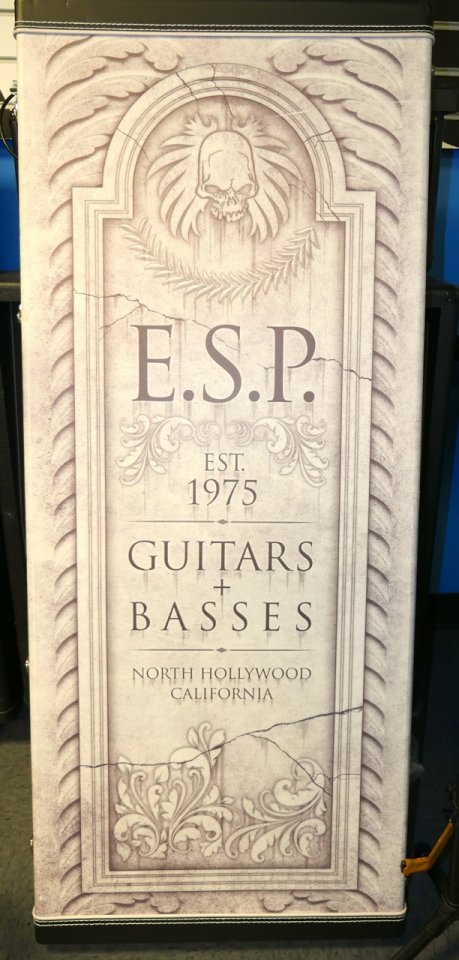 E.S.P.
EST.
1975
GUITARS
+
BASSES
NORTH HOLLYWOOD
CALIFORNIA